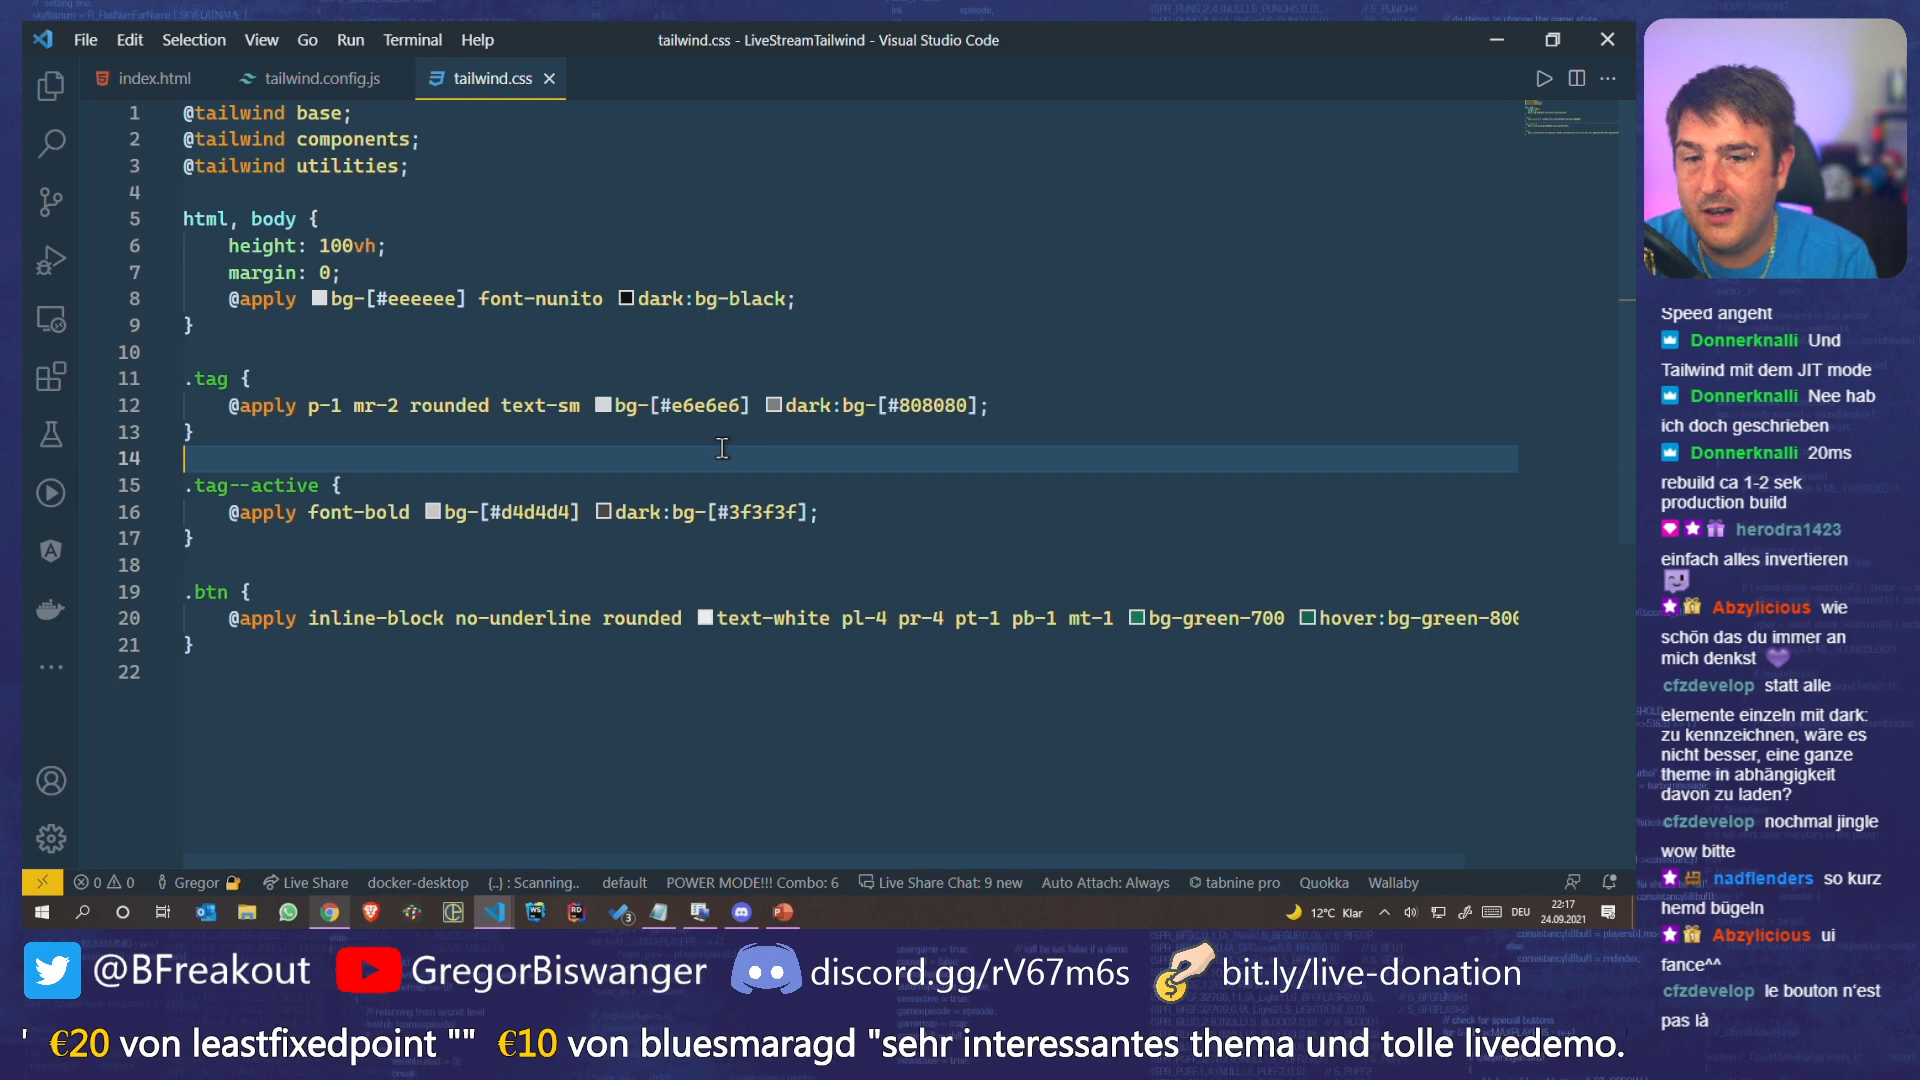 File Edit Selection View Go Run Terminal Help
tailwind.css - LiveStreamTailwind - Visual Studio Code
index.html tailwind.config.js tailwind.css
1 @tailwind base;
2 @tailwind components;
3 @tailwind utilities;
4
5 html, body {
6 height: 100vh;
7 margin: 0;
8 @apply bg-[#eeeeee] font-nunito dark:bg-black;
9 }
10
11 .tag {
12 @apply p-1 mr-2 rounded text-sm bg-[#e6e6e6] dark:bg-[#808080];
13 }
14
15 .tag--active {
16 @apply font-bold bg-[#d4d4d4] dark:bg-[#3f3f3f];
17 }
18
19 .btn {
20 @apply inline-block no-underline rounded text-white pl-4 pr-4 pt-1 pb-1 mt-1 bg-green-700 hover:bg-green-800
21 }
22
0 0 Gregor Live Share docker-desktop {..} : Scanning.. default POWER MODE!!! Combo: 6 Live Share Chat: 9 new Auto Attach: Always tabnine pro Quokka Wallaby
3 12°C Klar DEU 22:17
24.09.2021
Speed angeht
Donnerknalli Und
Tailwind mit dem JIT mode
Donnerknalli Nee hab
ich doch geschrieben
Donnerknalli 20ms
rebuild ca 1-2 sek
production build
herodra1423
einfach alles invertieren
Abzylicious wie
schön das du immer an
mich denkst
cfzdevelop statt alle
elemente einzeln mit dark:
zu kennzeichnen, wäre es
nicht besser, eine ganze
theme in abhängigkeit
davon zu laden?
cfzdevelop nochmal jingle
wow bitte
nadflenders so kurz
hemd bügeln
Abzylicious ui
fance^^
cfzdevelop le bouton n'est
pas là
@BFreakout GregorBiswanger discord.gg/rV67m6s bit.ly/live-donation
' €20 von leastfixedpoint "" €10 von bluesmaragd "sehr interessantes thema und tolle livedemo.